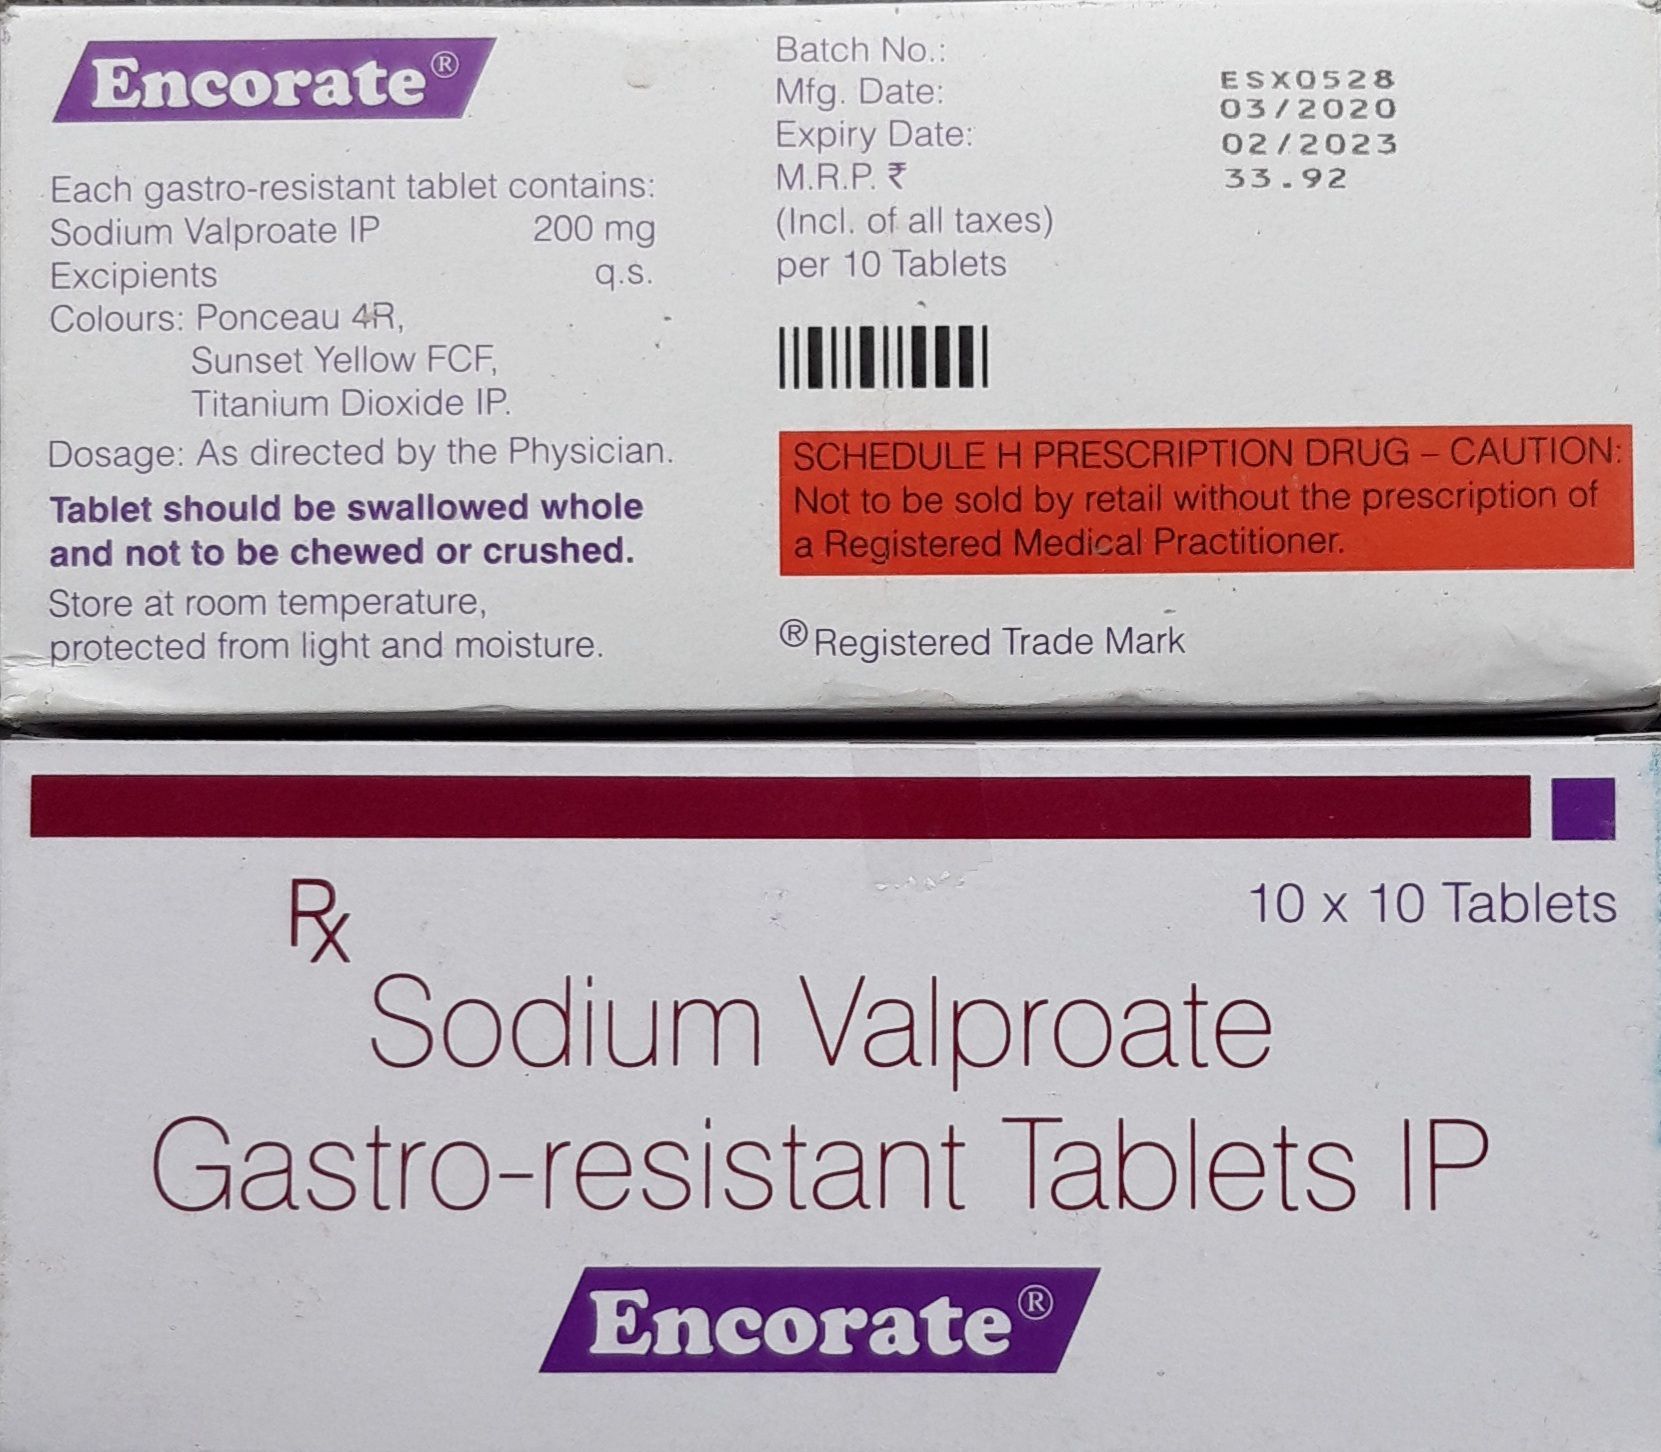 Encorate®
Each gastro-resistant tablet contains:
Sodium Valproate IP 200 mg
Excipients q.s.
Colours: Ponceau 4R,
Sunset Yellow FCF,
Titanium Dioxide IP.
Dosage: As directed by the Physician.
Tablet should be swallowed whole
and not to be chewed or crushed.
Store at room temperature,
protected from light and moisture.
Batch No.: ESX0528
Mfg. Date: 03/2020
Expiry Date: 02/2023
M.R.P. ₹ 33.92
(Incl. of all taxes)
per 10 Tablets
SCHEDULE H PRESCRIPTION DRUG – CAUTION:
Not to be sold by retail without the prescription of
a Registered Medical Practitioner.
® Registered Trade Mark
Rx
10 x 10 Tablets
Sodium Valproate
Gastro-resistant Tablets IP
Encorate®